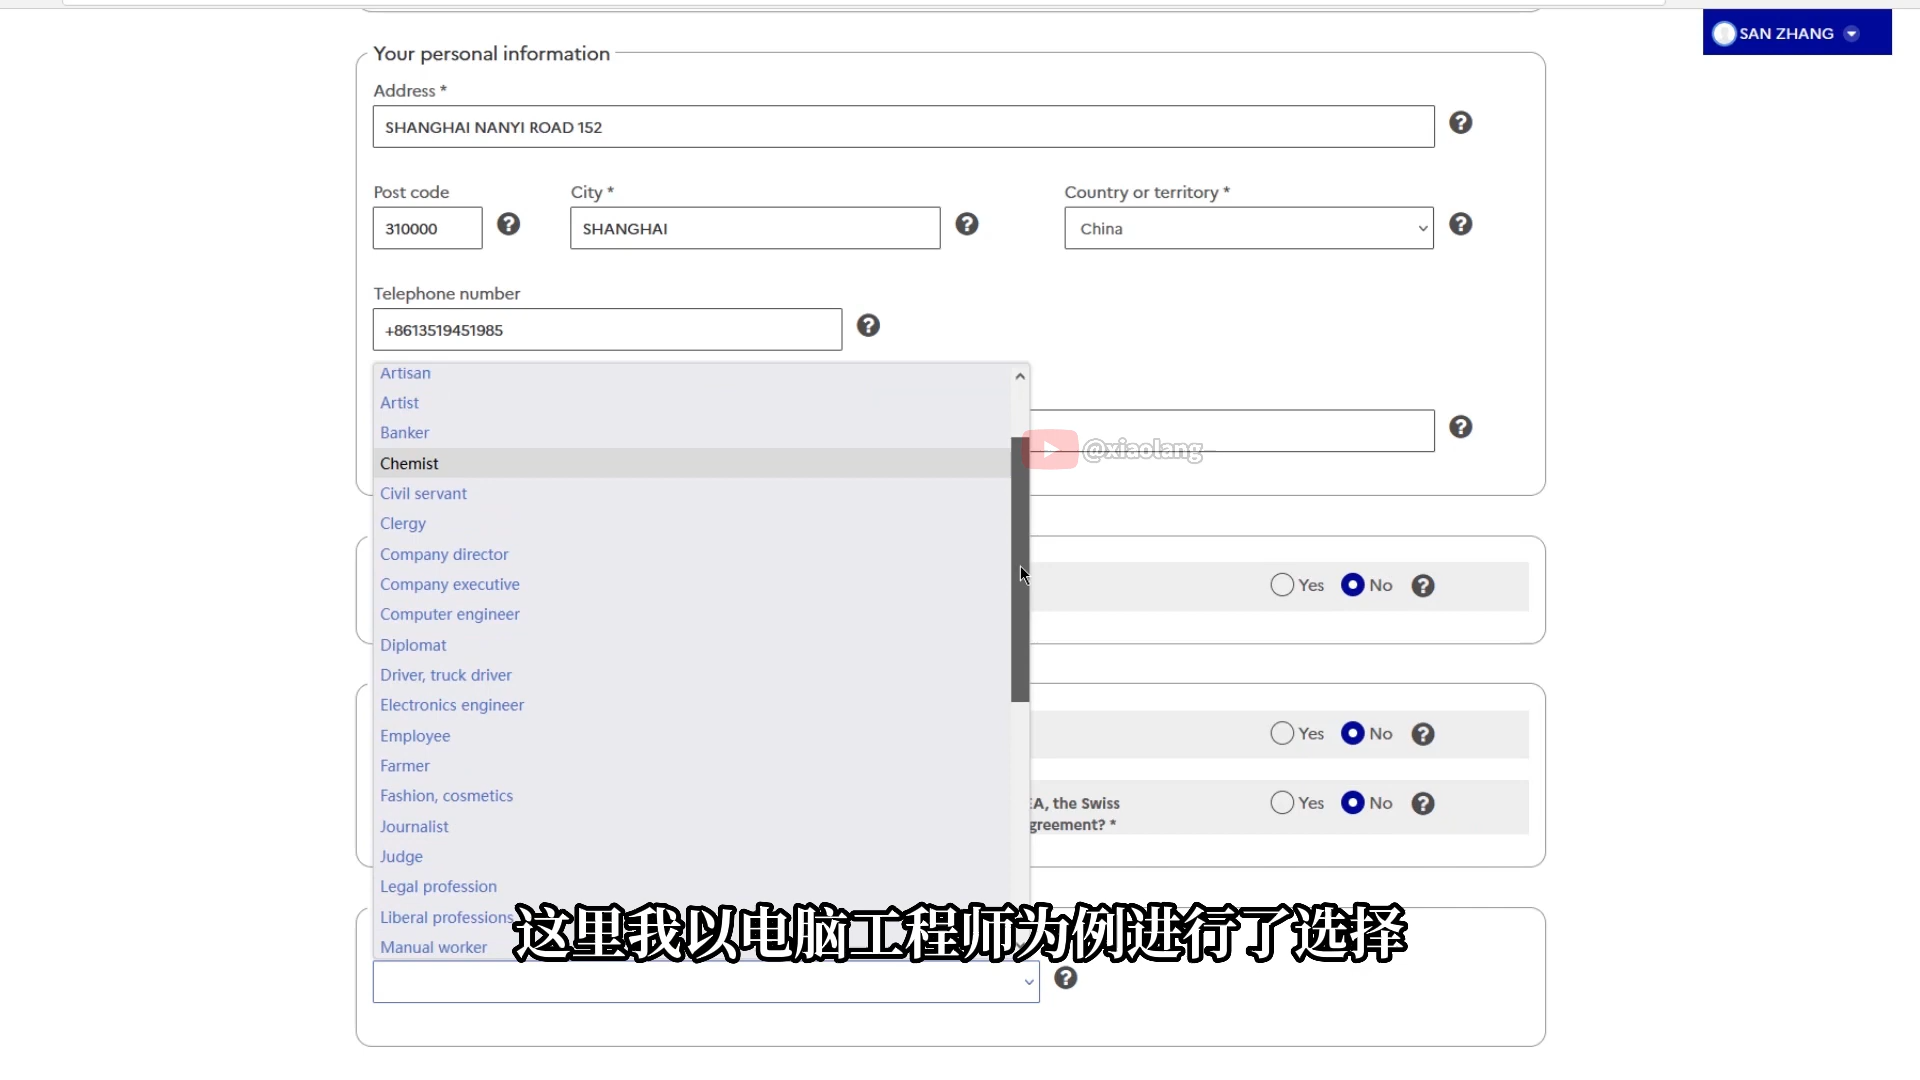 SAN ZHANG
Your personal information
Address *
SHANGHAI NANYI ROAD 152
Post code
City *
Country or territory *
310000
SHANGHAI
China
Telephone number
+8613519451985
Artisan
Artist
Banker
@xiaolang
Chemist
Civil servant
Clergy
Company director
Company executive
Yes No
Computer engineer
Diplomat
Driver, truck driver
Electronics engineer
Employee
Yes No
Farmer
Fashion, cosmetics
EA, the Swiss
Yes No
greement? *
Journalist
Judge
Legal profession
Liberal professions
Manual worker
这里我以电脑工程师为例进行了选择